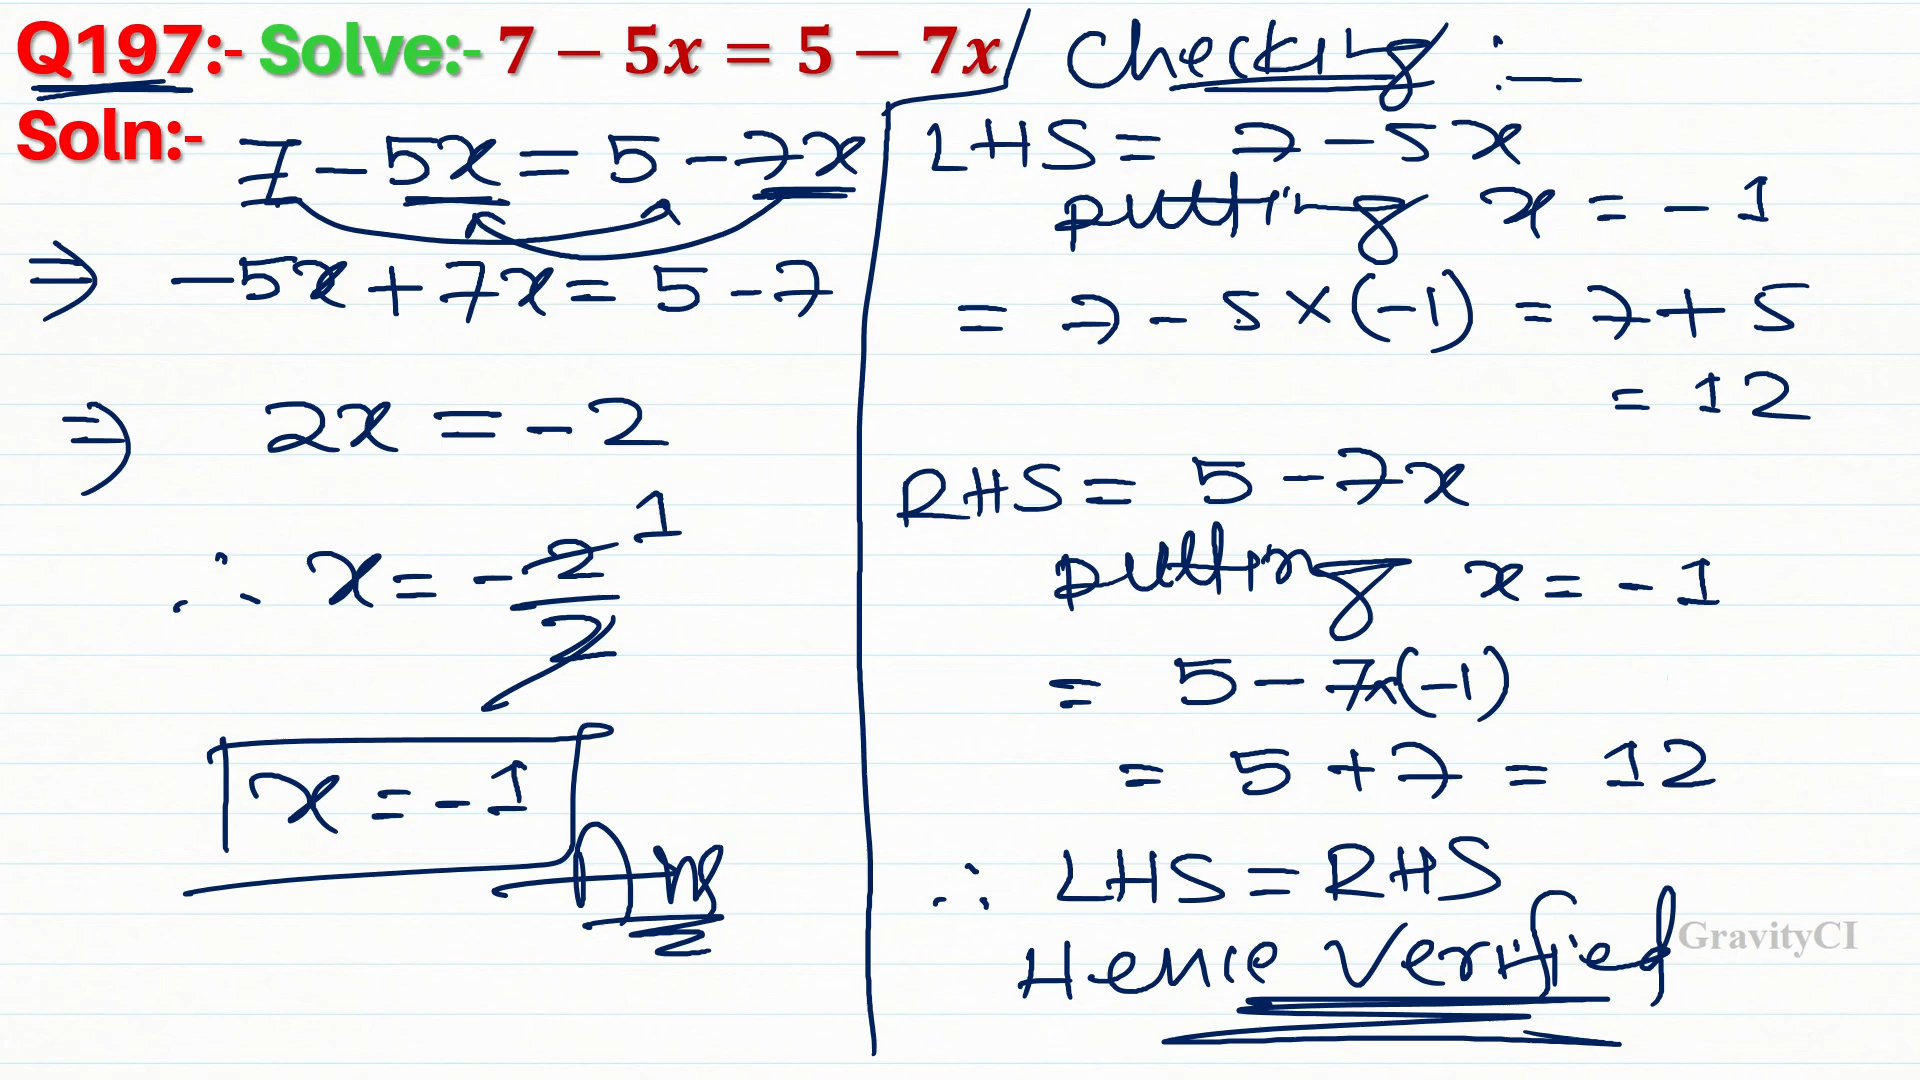 Q197:- Solve:- 7 − 5x = 5 − 7x
Soln:-
7 − 5x = 5 − 7x
⇒ −5x + 7x = 5 − 7
⇒ 2x = −2
∴ x = −2/2 1
x = −1
Ans
Checking :—
LHS = 7 − 5x
putting x = −1
= 7 − 5 × (−1) = 7 + 5
= 12
RHS = 5 − 7x
putting x = −1
= 5 − 7×(−1)
= 5 + 7 = 12
∴ LHS = RHS
Hence Verified
GravityCI